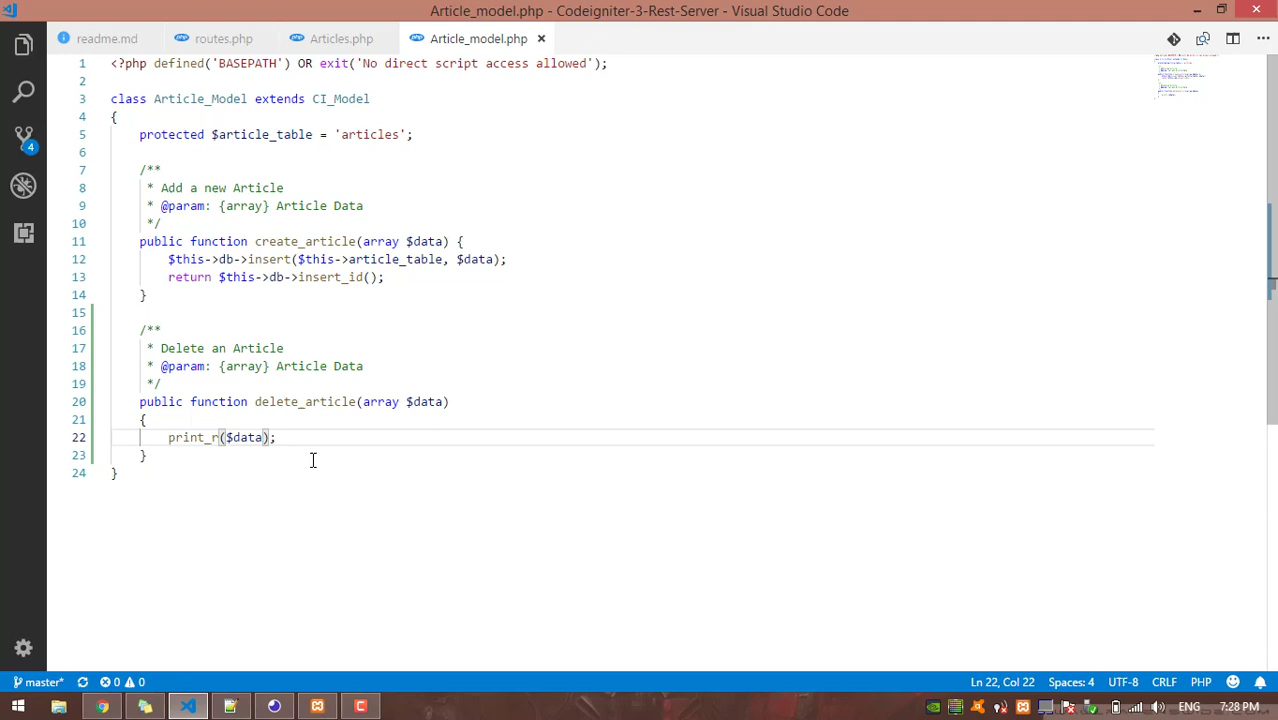 Article_model.php - Codeigniter-3-Rest-Server - Visual Studio Code
readme.md
routes.php
Articles.php
Article_model.php
1 <?php defined('BASEPATH') OR exit('No direct script access allowed');
2
3 class Article_Model extends CI_Model
4 {
5 protected $article_table = 'articles';
6
7 /**
8 * Add a new Article
9 * @param: {array} Article Data
10 */
11 public function create_article(array $data) {
12 $this->db->insert($this->article_table, $data);
13 return $this->db->insert_id();
14 }
15
16 /**
17 * Delete an Article
18 * @param: {array} Article Data
19 */
20 public function delete_article(array $data)
21 {
22 print_r($data);
23 }
24 }
4
master* 0 0 Ln 22, Col 22 Spaces: 4 UTF-8 CRLF PHP
ENG 7:28 PM